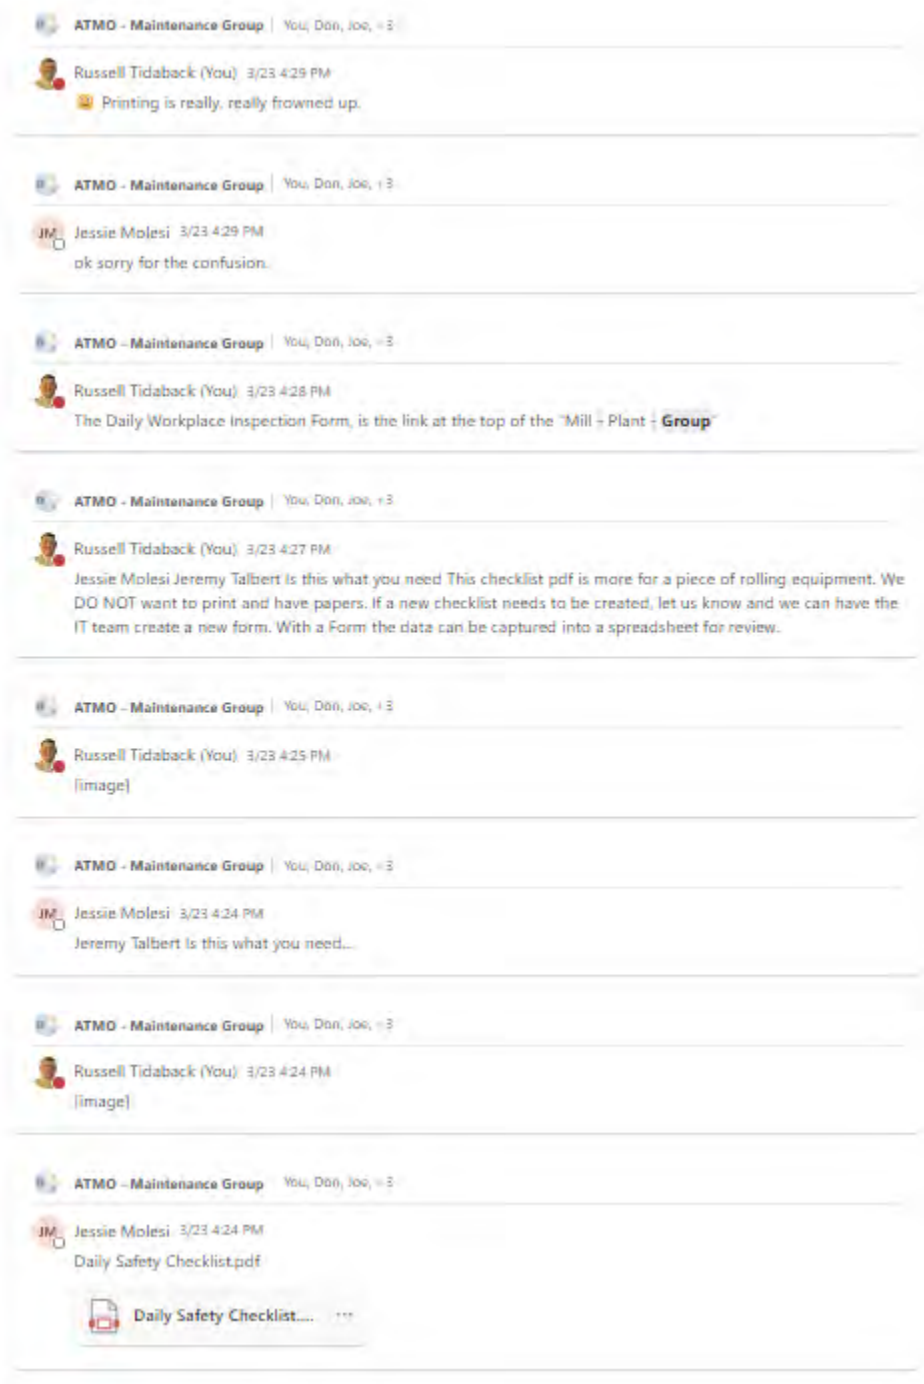 ATMO - Maintenance Group | You, Don, Joe, +3
Russell Tidaback (You) 3/23 4:29 PM
Printing is really, really frowned up.
ATMO - Maintenance Group | You, Don, Joe, +3
JM Jessie Molesi 3/23 4:29 PM
ok sorry for the confusion.
ATMO - Maintenance Group | You, Don, Joe, +3
Russell Tidaback (You) 3/23 4:28 PM
The Daily Workplace Inspection Form, is the link at the top of the "Mill - Plant - Group"
ATMO - Maintenance Group | You, Don, Joe, +3
Russell Tidaback (You) 3/23 4:27 PM
Jessie Molesi Jeremy Talbert Is this what you need This checklist pdf is more for a piece of rolling equipment. We
DO NOT want to print and have papers. If a new checklist needs to be created, let us know and we can have the
IT team create a new form. With a Form the data can be captured into a spreadsheet for review.
ATMO - Maintenance Group | You, Don, Joe, +3
Russell Tidaback (You) 3/23 4:25 PM
[image]
ATMO - Maintenance Group | You, Don, Joe, +3
JM Jessie Molesi 3/23 4:24 PM
Jeremy Talbert Is this what you need...
ATMO - Maintenance Group | You, Don, Joe, +3
Russell Tidaback (You) 3/23 4:24 PM
[image]
ATMO - Maintenance Group You, Don, Joe, +3
JM Jessie Molesi 3/23 4:24 PM
Daily Safety Checklist.pdf
Daily Safety Checklist.... ...